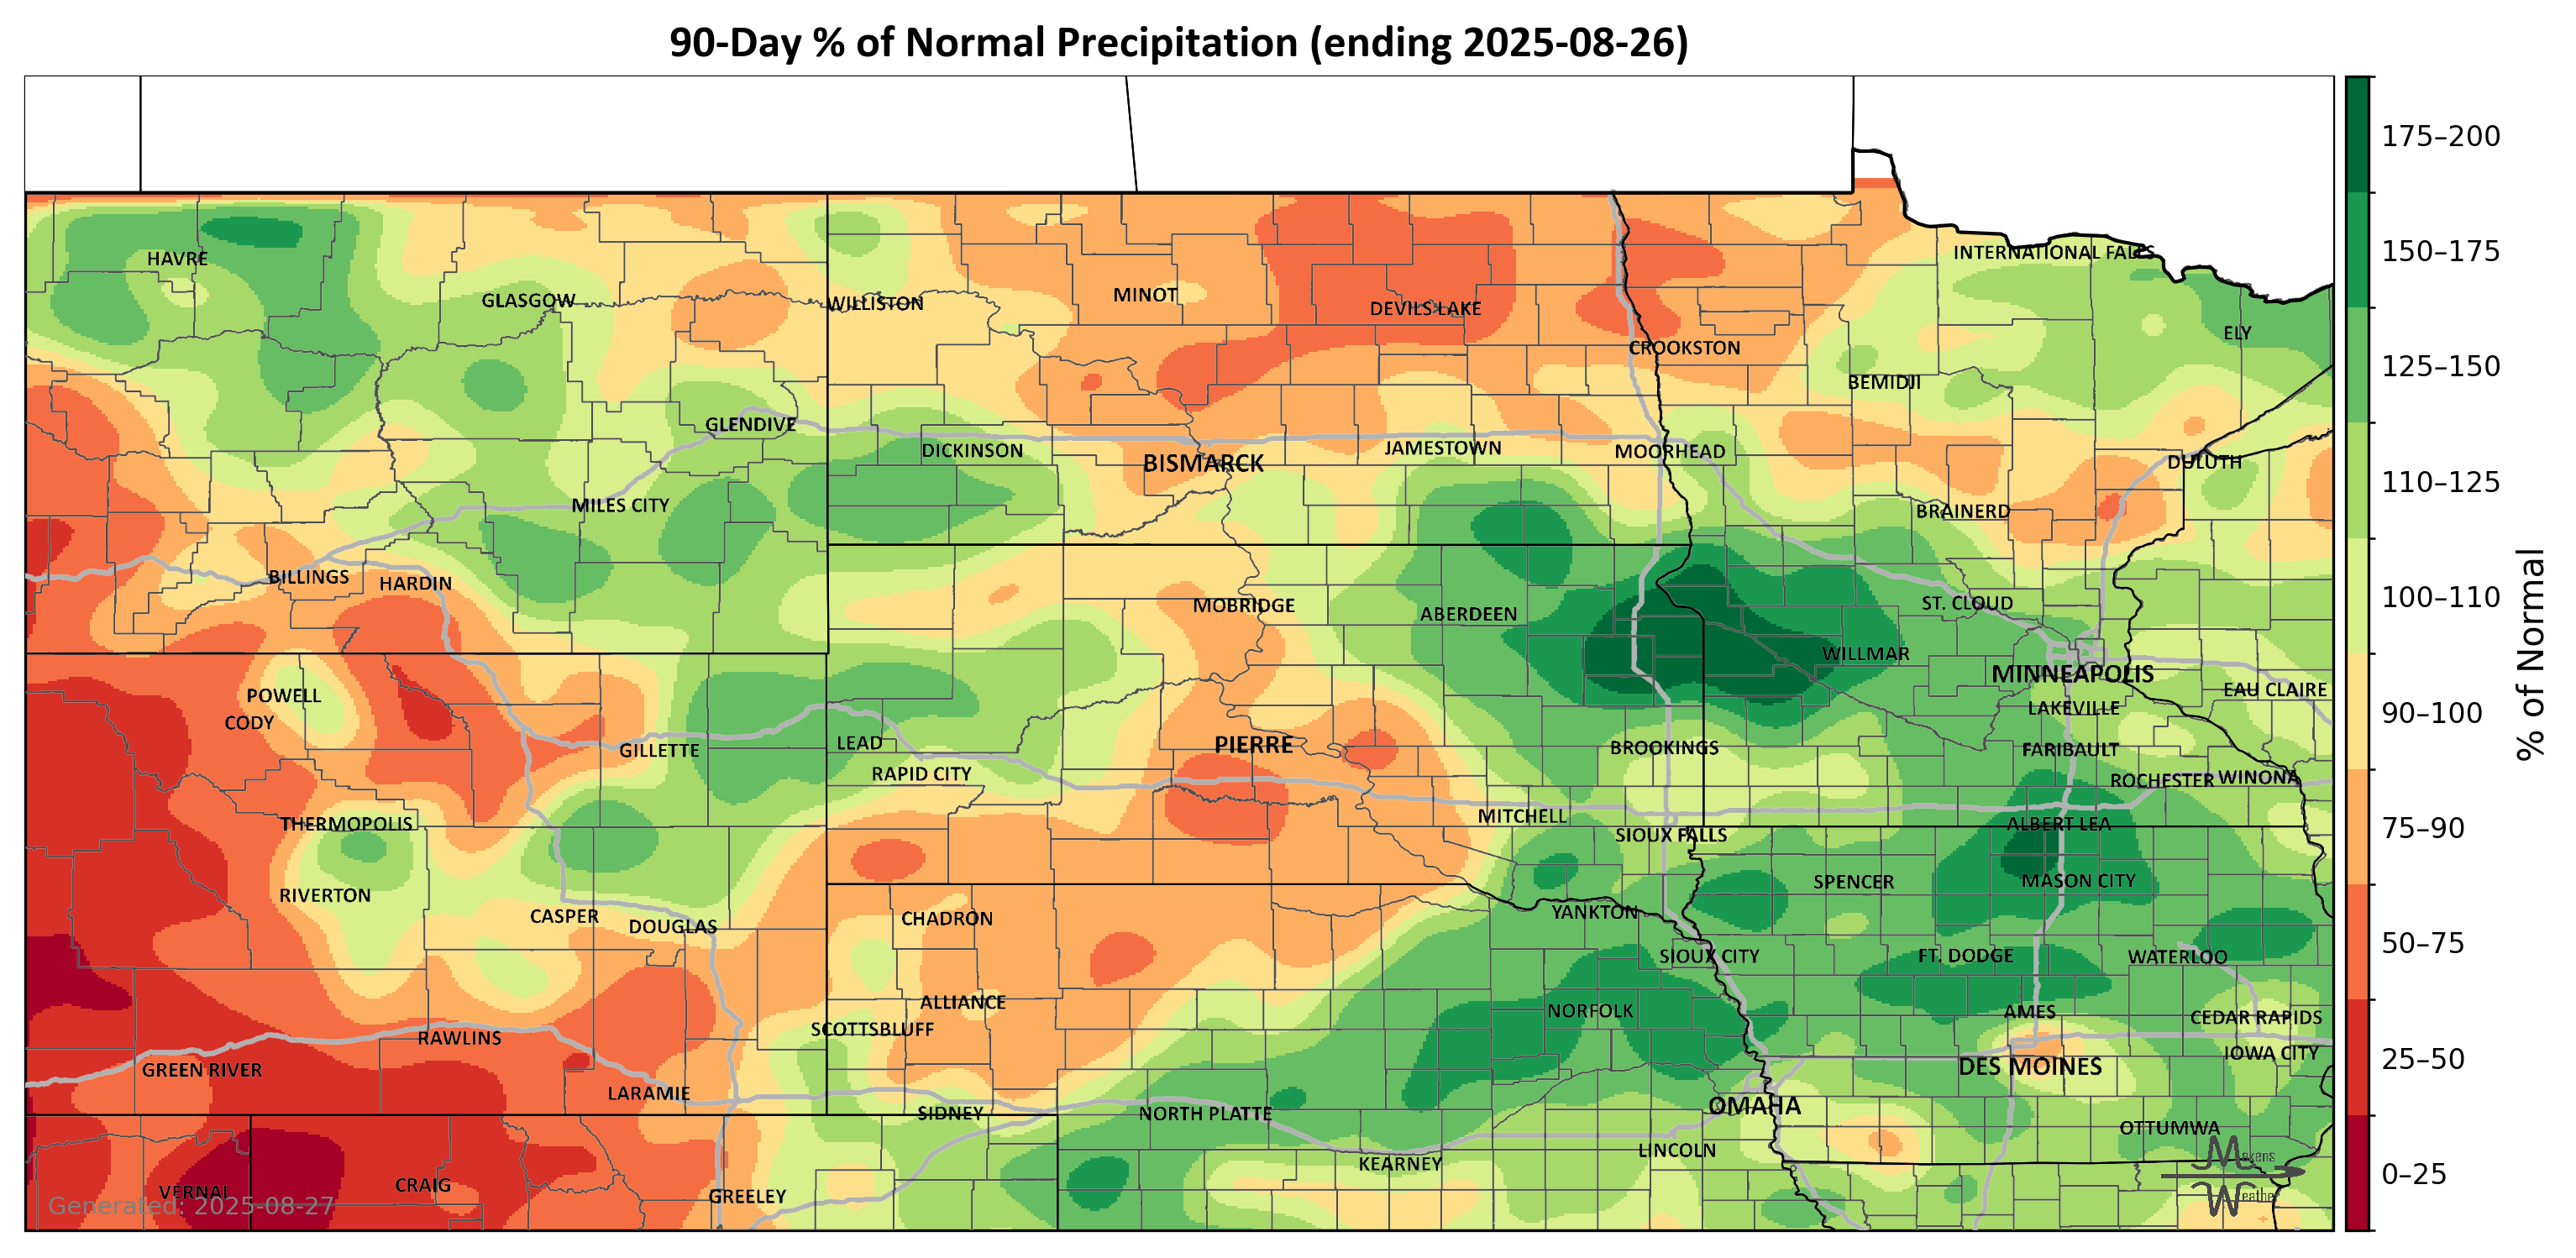 90-Day % of Normal Precipitation (ending 2025-08-26)
175–200
INTERNATIONAL FALLS
HAVRE
150–175
MINOT
GLASGOW
WILLISTON
DEVILS LAKE
ELY
CROOKSTON
125–150
BEMIDJI
GLENDIVE
DICKINSON
JAMESTOWN
MOORHEAD
BISMARCK
DULUTH
110–125
MILES CITY
BRAINERD
BILLINGS
HARDIN
100–110
MOBRIDGE
ST. CLOUD
ABERDEEN
WILLMAR
% of Normal
MINNEAPOLIS
POWELL
EAU CLAIRE
LAKEVILLE
90–100
CODY
LEAD
PIERRE
BROOKINGS
GILLETTE
FARIBAULT
RAPID CITY
ROCHESTER
WINONA
MITCHELL
THERMOPOLIS
ALBERT LEA
75–90
SIOUX FALLS
SPENCER
MASON CITY
RIVERTON
YANKTON
CASPER
CHADRON
DOUGLAS
50–75
SIOUX CITY
FT. DODGE
WATERLOO
ALLIANCE
NORFOLK
AMES
CEDAR RAPIDS
SCOTTSBLUFF
RAWLINS
IOWA CITY
25–50
DES MOINES
GREEN RIVER
LARAMIE
OMAHA
SIDNEY
NORTH PLATTE
OTTUMWA
LINCOLN
Makens
KEARNEY
0–25
CRAIG
VERNAL
GREELEY
Weather
Generated: 2025-08-27